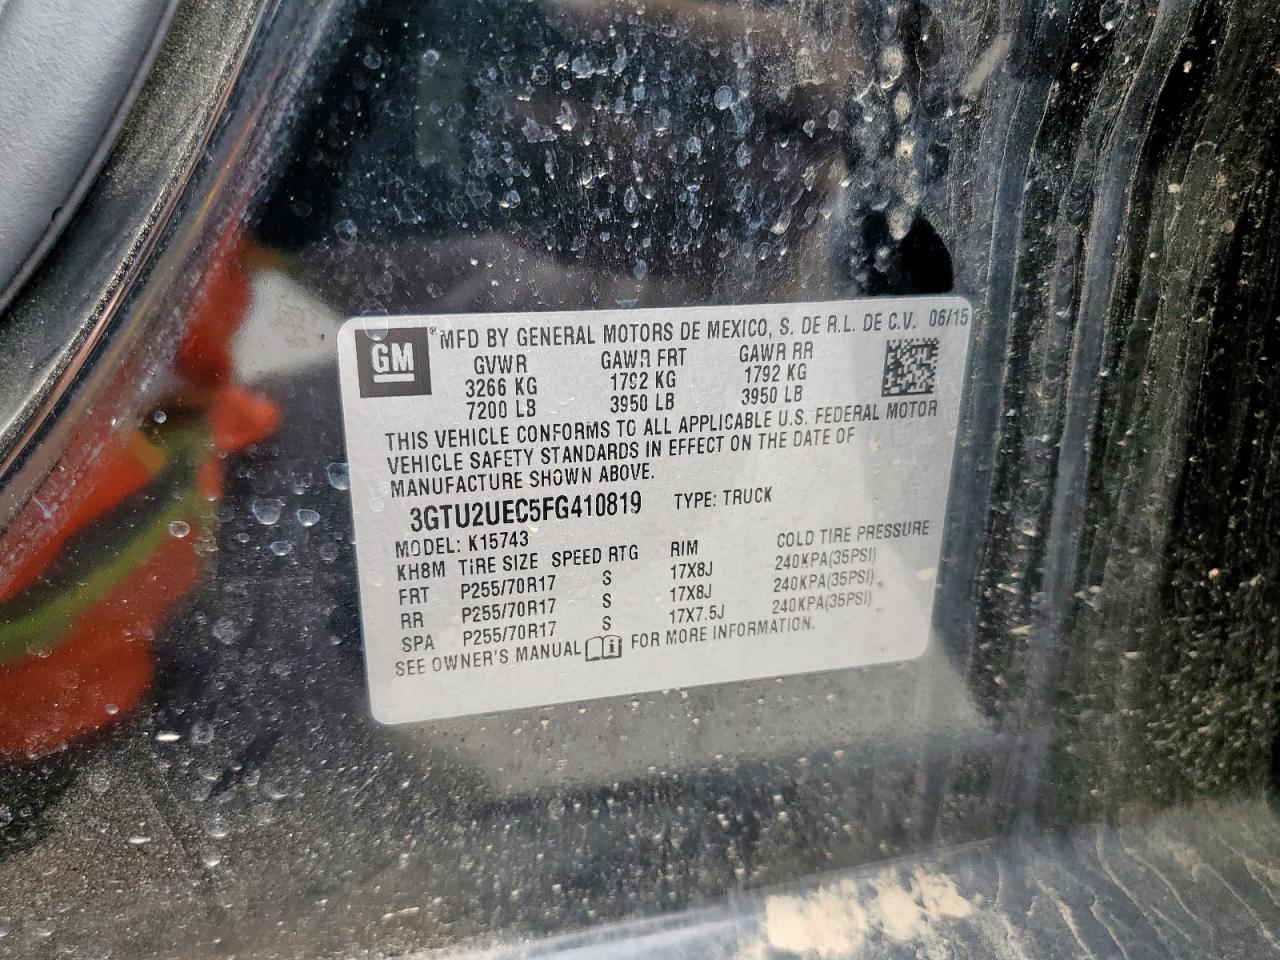 GM
®MFD BY GENERAL MOTORS DE MEXICO, S. DE R.L. DE C.V. 06/15
GVWR GAWR FRT GAWR RR
3266 KG 1792 KG 1792 KG
7200 LB 3950 LB 3950 LB
THIS VEHICLE CONFORMS TO ALL APPLICABLE U.S. FEDERAL MOTOR
VEHICLE SAFETY STANDARDS IN EFFECT ON THE DATE OF
MANUFACTURE SHOWN ABOVE.
3GTU2UEC5FG410819 TYPE: TRUCK
MODEL: K15743
KH8M TIRE SIZE SPEED RTG RIM COLD TIRE PRESSURE
FRT P255/70R17 S 17X8J 240KPA(35PSI)
RR P255/70R17 S 17X8J 240KPA(35PSI)
SPA P255/70R17 S 17X7.5J 240KPA(35PSI)
SEE OWNER'S MANUAL i FOR MORE INFORMATION.